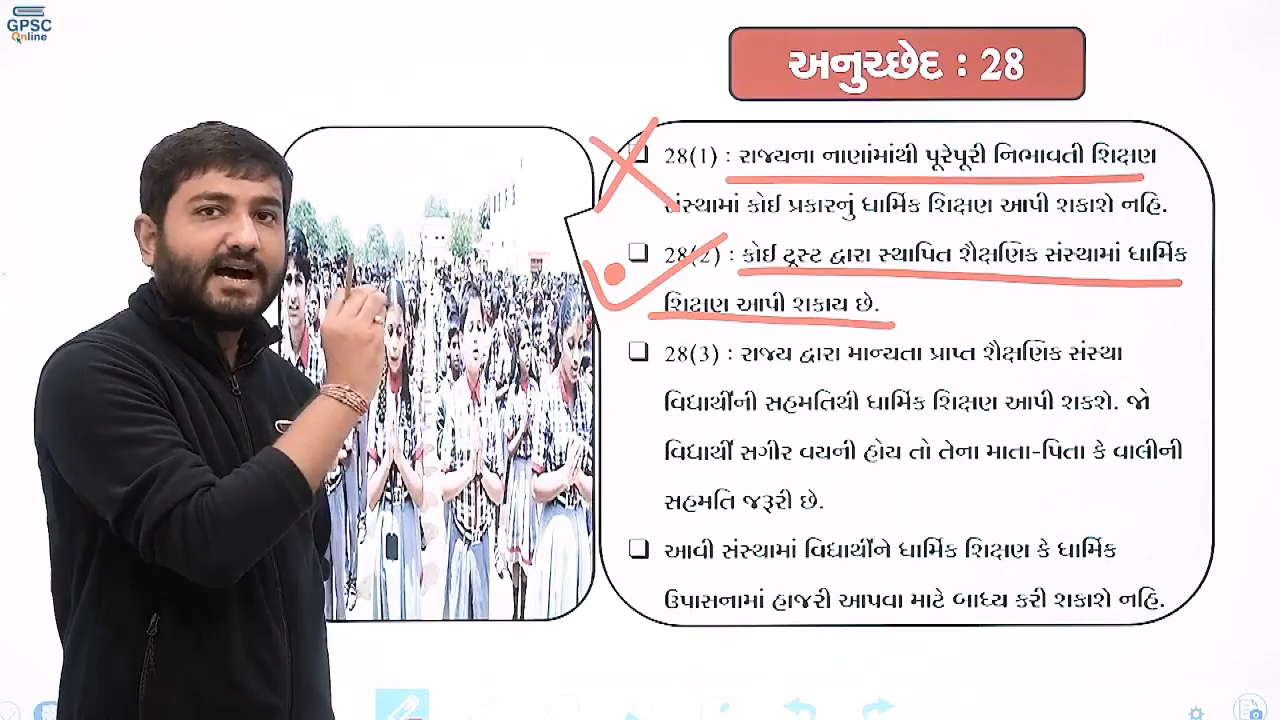 GPSC
Online
અનુચ્છેદ : 28
28(1) : રાજ્યના નાણાંમાંથી પૂરેપૂરી નિભાવતી શિક્ષણ
સંસ્થામાં કોઈ પ્રકારનું ધાર્મિક શિક્ષણ આપી શકાશે નહિ.
28(2) : કોઈ ટ્રસ્ટ દ્વારા સ્થાપિત શૈક્ષણિક સંસ્થામાં ધાર્મિક
શિક્ષણ આપી શકાય છે.
28(3) : રાજ્ય દ્વારા માન્યતા પ્રાપ્ત શૈક્ષણિક સંસ્થા
વિદ્યાર્થીની સહમતિથી ધાર્મિક શિક્ષણ આપી શકશે. જો
વિદ્યાર્થી સગીર વયની હોય તો તેના માતા-પિતા કે વાલીની
સહમતિ જરૂરી છે.
આવી સંસ્થામાં વિદ્યાર્થીને ધાર્મિક શિક્ષણ કે ધાર્મિક
ઉપાસનામાં હાજરી આપવા માટે બાધ્ય કરી શકાશે નહિ.